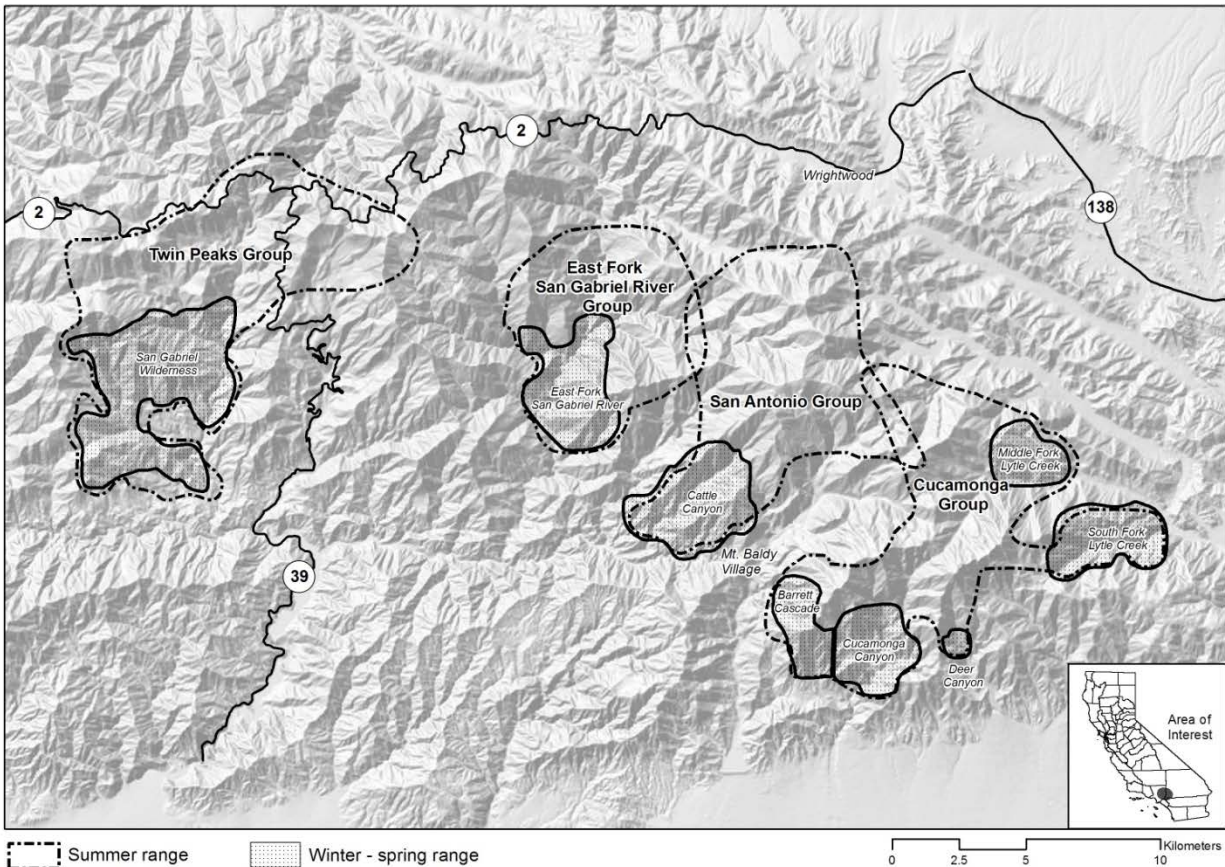 2
Wrightwood
2
138
Twin Peaks Group
East Fork
San Gabriel River
Group
San Gabriel
Wilderness
East Fork
San Gabriel River
San Antonio Group
Middle Fork
Lytle Creek
Cucamonga
Group
Cattle
Canyon
South Fork
Lytle Creek
Mt. Baldy
Village
39
Barrett
Cascade
Cucamonga
Canyon
Deer
Canyon
Area of
Interest
Summer range
Winter - spring range
Kilometers
0 2.5 5 10